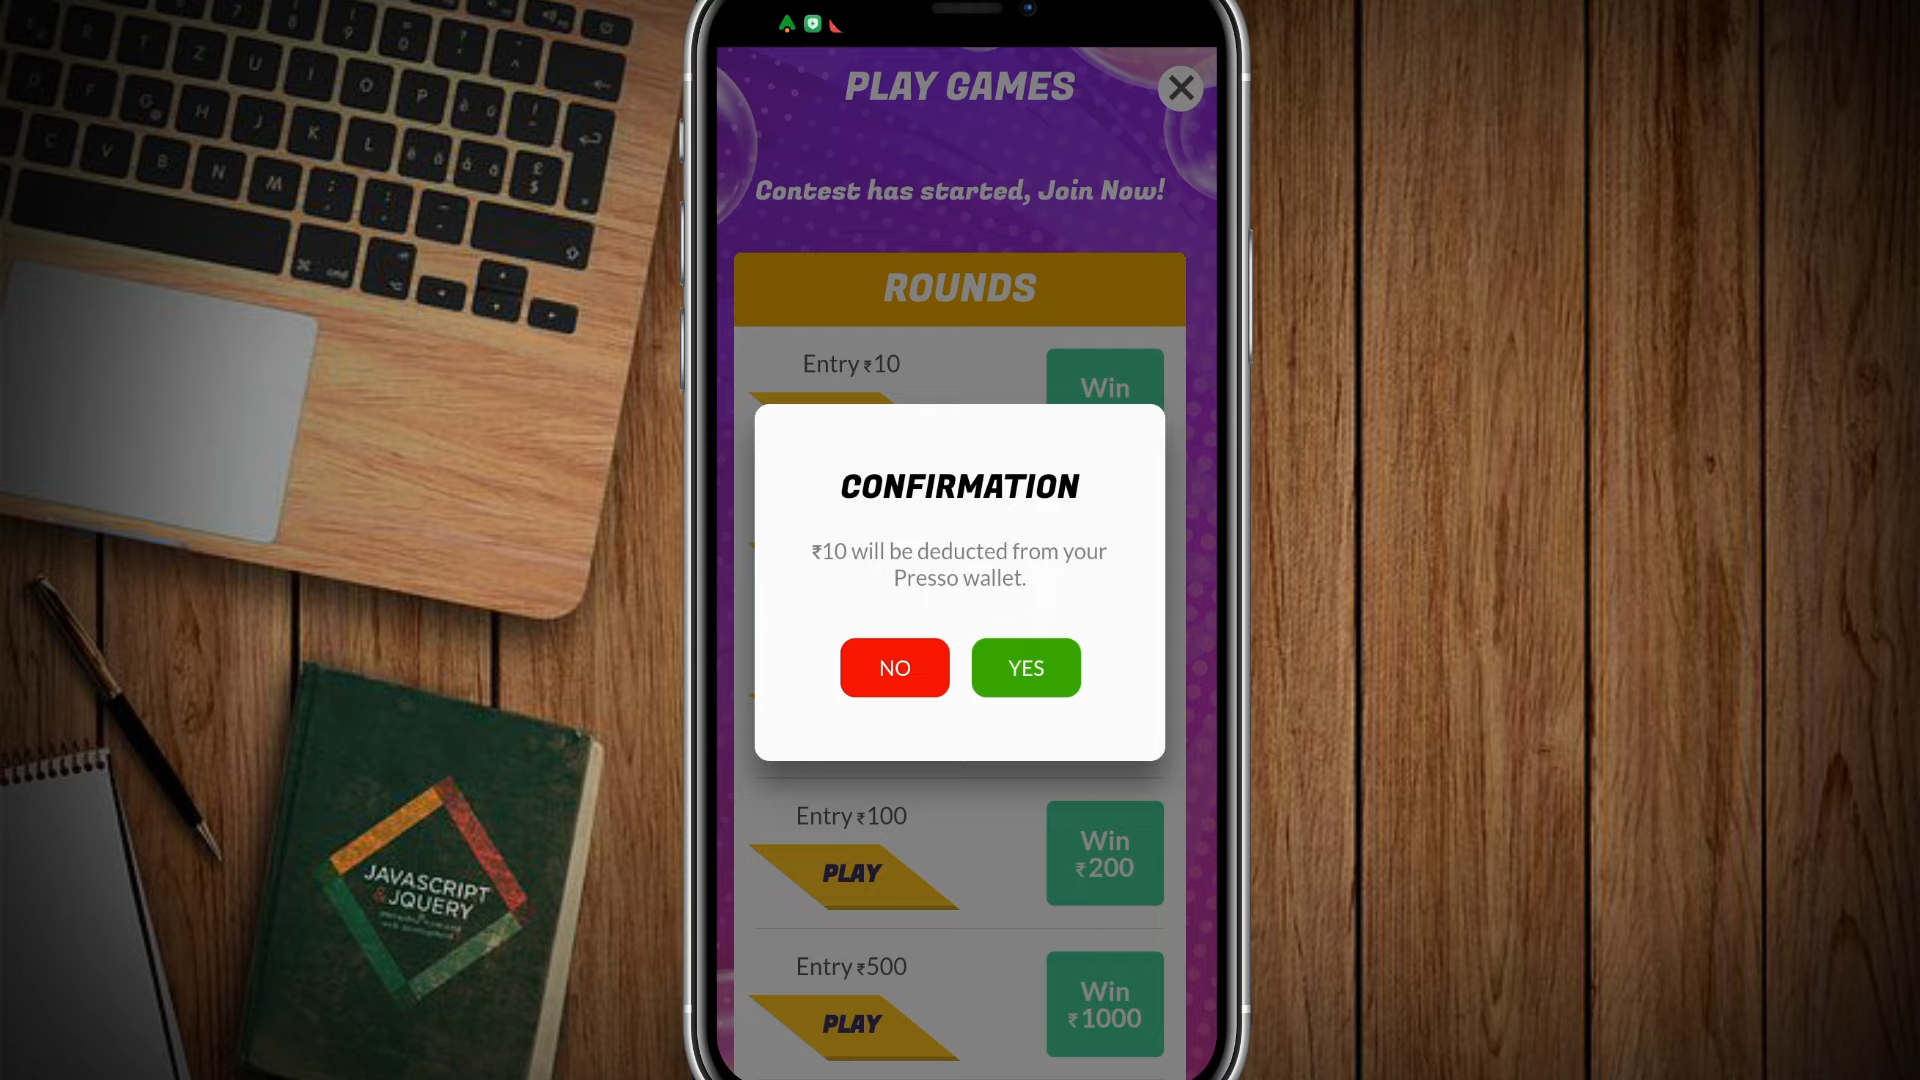 PLAY GAMES
Contest has started, Join Now!
ROUNDS
Entry ₹10
Win
CONFIRMATION
₹10 will be deducted from your
Presso wallet.
NO
YES
Entry ₹100
PLAY
Win
₹200
Entry ₹500
PLAY
Win
₹1000
JAVASCRIPT
&JQUERY
cmd